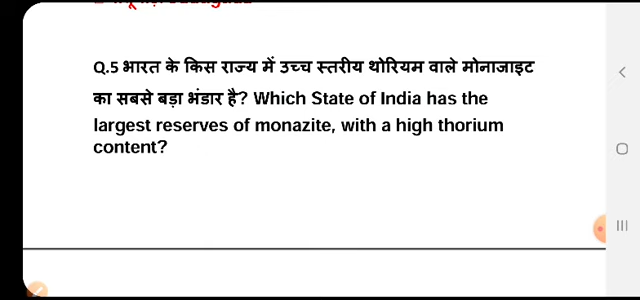 Q.5 भारत के किस राज्य में उच्च स्तरीय थोरियम वाले मोनाजाइट
का सबसे बड़ा भंडार है? Which State of India has the
largest reserves of monazite, with a high thorium
content?